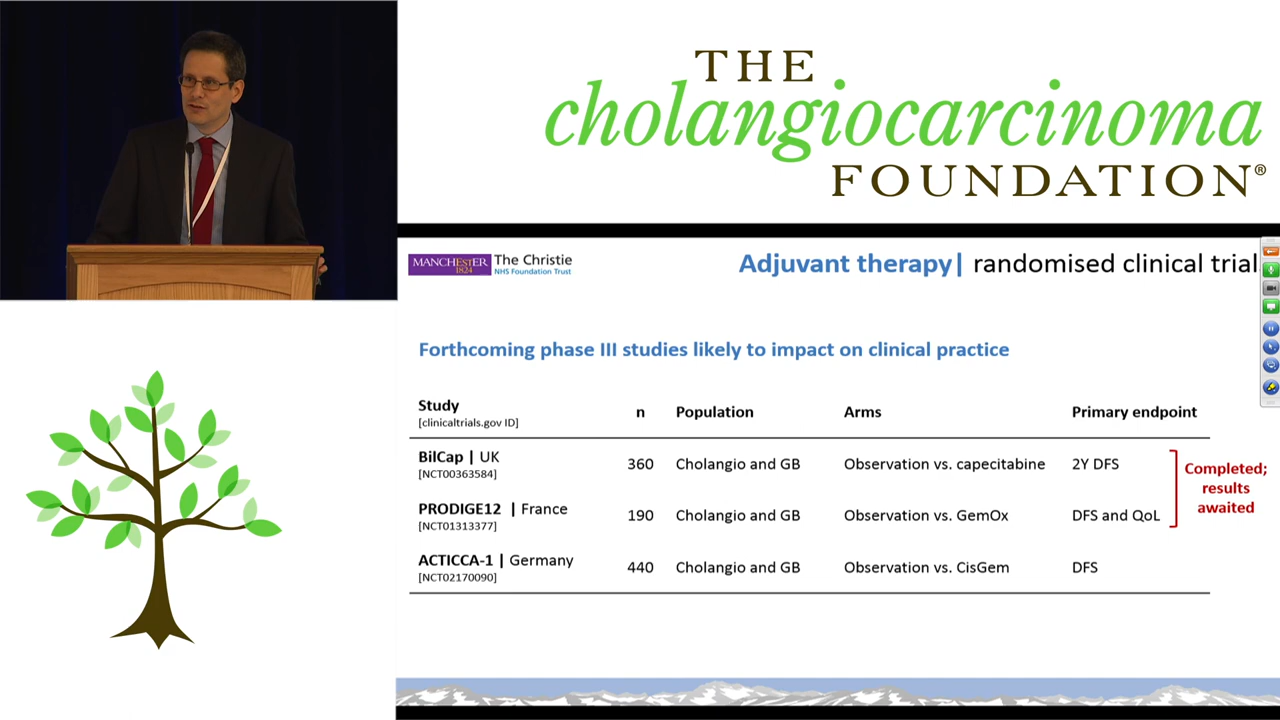 THE
cholangiocarcinoma
FOUNDATION®
MANCHESTER
1824
The Christie
NHS Foundation Trust
Adjuvant therapy| randomised clinical trial
Forthcoming phase III studies likely to impact on clinical practice
Study n Population Arms Primary endpoint
[clinicaltrials.gov ID]
BilCap | UK 360 Cholangio and GB Observation vs. capecitabine 2Y DFS
[NCT00363584]
PRODIGE12 | France 190 Cholangio and GB Observation vs. GemOx DFS and QoL
[NCT01313377]
ACTICCA-1 | Germany 440 Cholangio and GB Observation vs. CisGem DFS
[NCT02170090]
Completed;
results
awaited